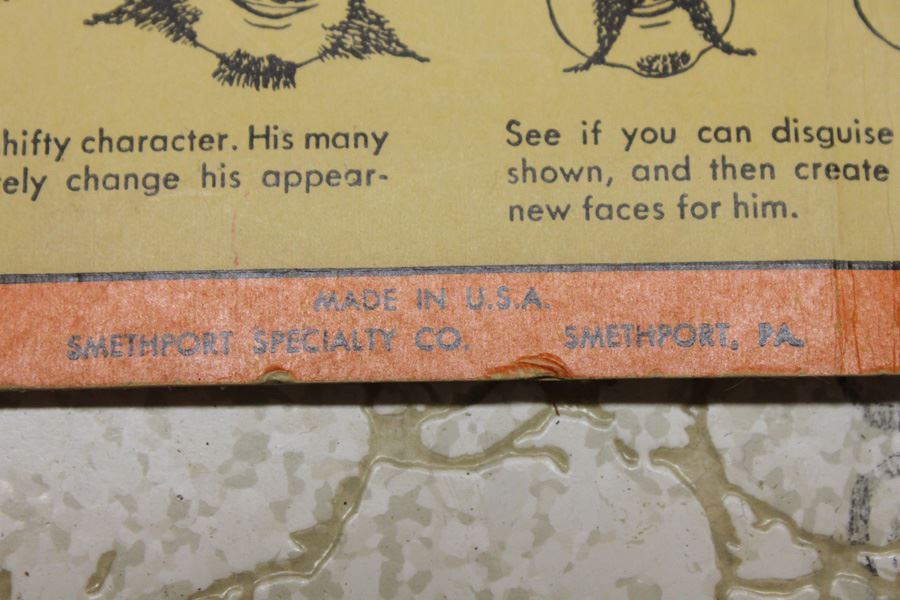 hifty character. His many
ely change his appear-
See if you can disguise
shown, and then create
new faces for him.
MADE IN U.S.A.
SMETHPORT SPECIALTY CO. SMETHPORT, PA.